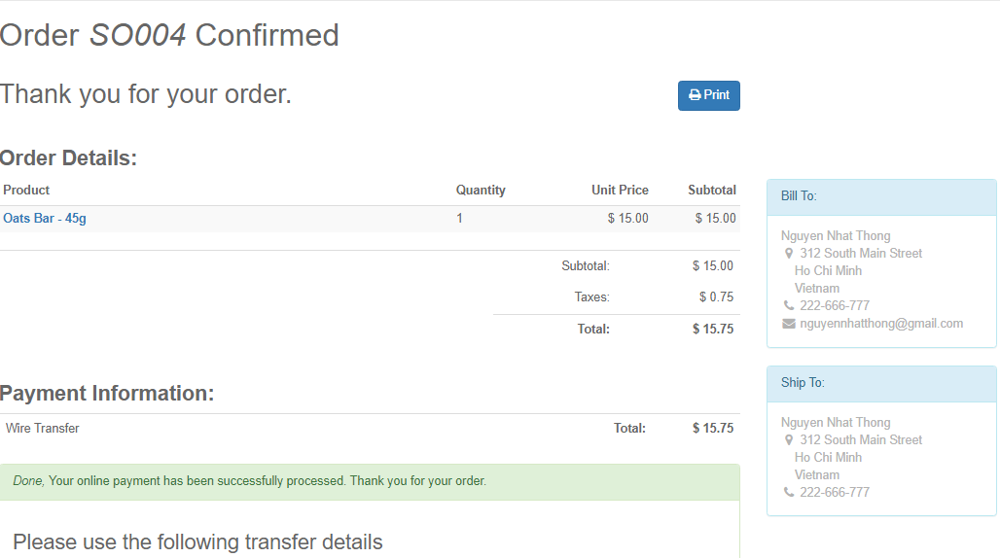 Order SO004 Confirmed
Thank you for your order.
Print
Order Details:
Product Quantity Unit Price Subtotal
Oats Bar - 45g 1 $ 15.00 $ 15.00
Subtotal: $ 15.00
Taxes: $ 0.75
Total: $ 15.75
Payment Information:
Wire Transfer Total: $ 15.75
Done, Your online payment has been successfully processed. Thank you for your order.
Please use the following transfer details
Bill To:
Nguyen Nhat Thong
312 South Main Street
Ho Chi Minh
Vietnam
222-666-777
nguyennhatthong@gmail.com
Ship To:
Nguyen Nhat Thong
312 South Main Street
Ho Chi Minh
Vietnam
222-666-777